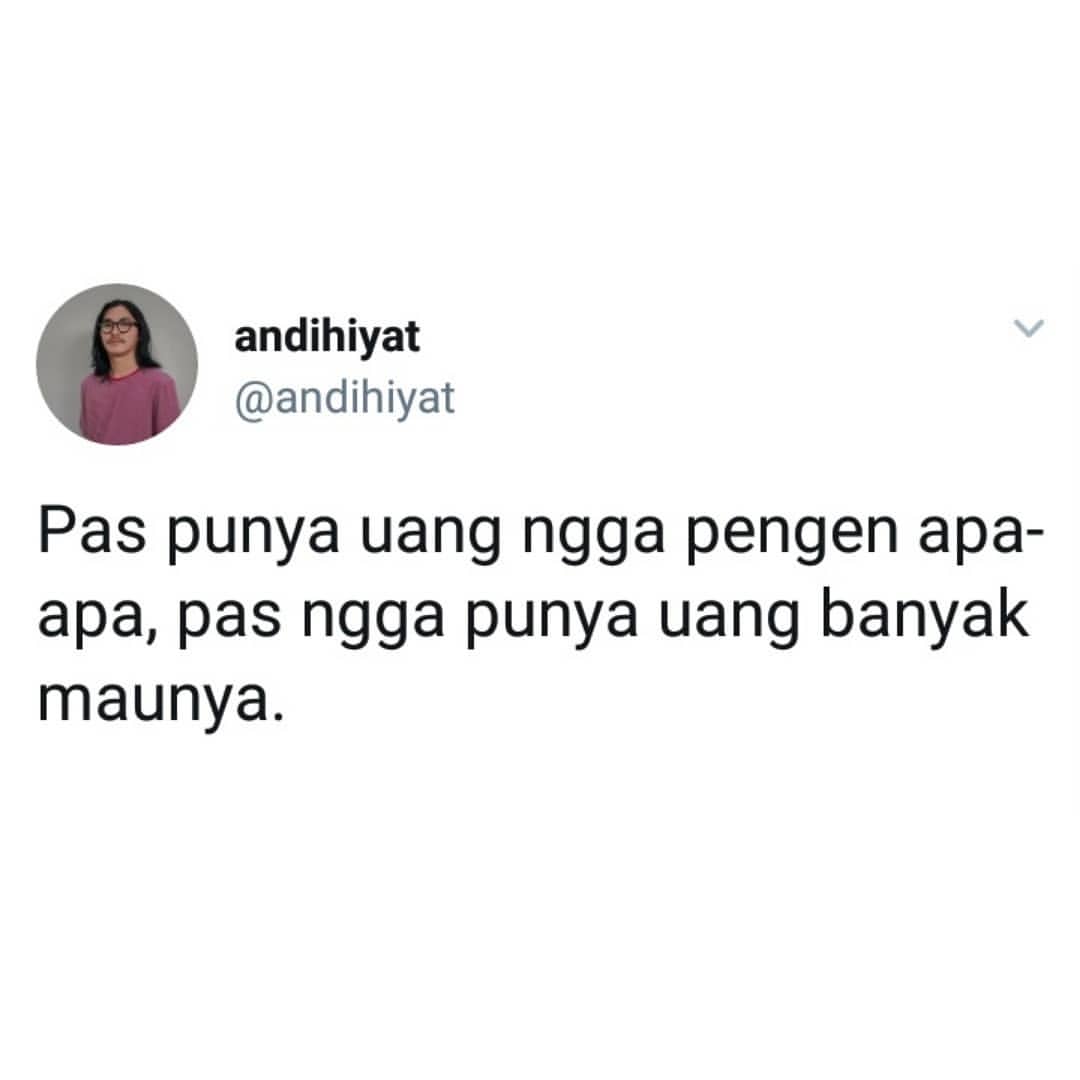 andihiyat
@andihiyat
Pas punya uang ngga pengen apa-
apa, pas ngga punya uang banyak
maunya.